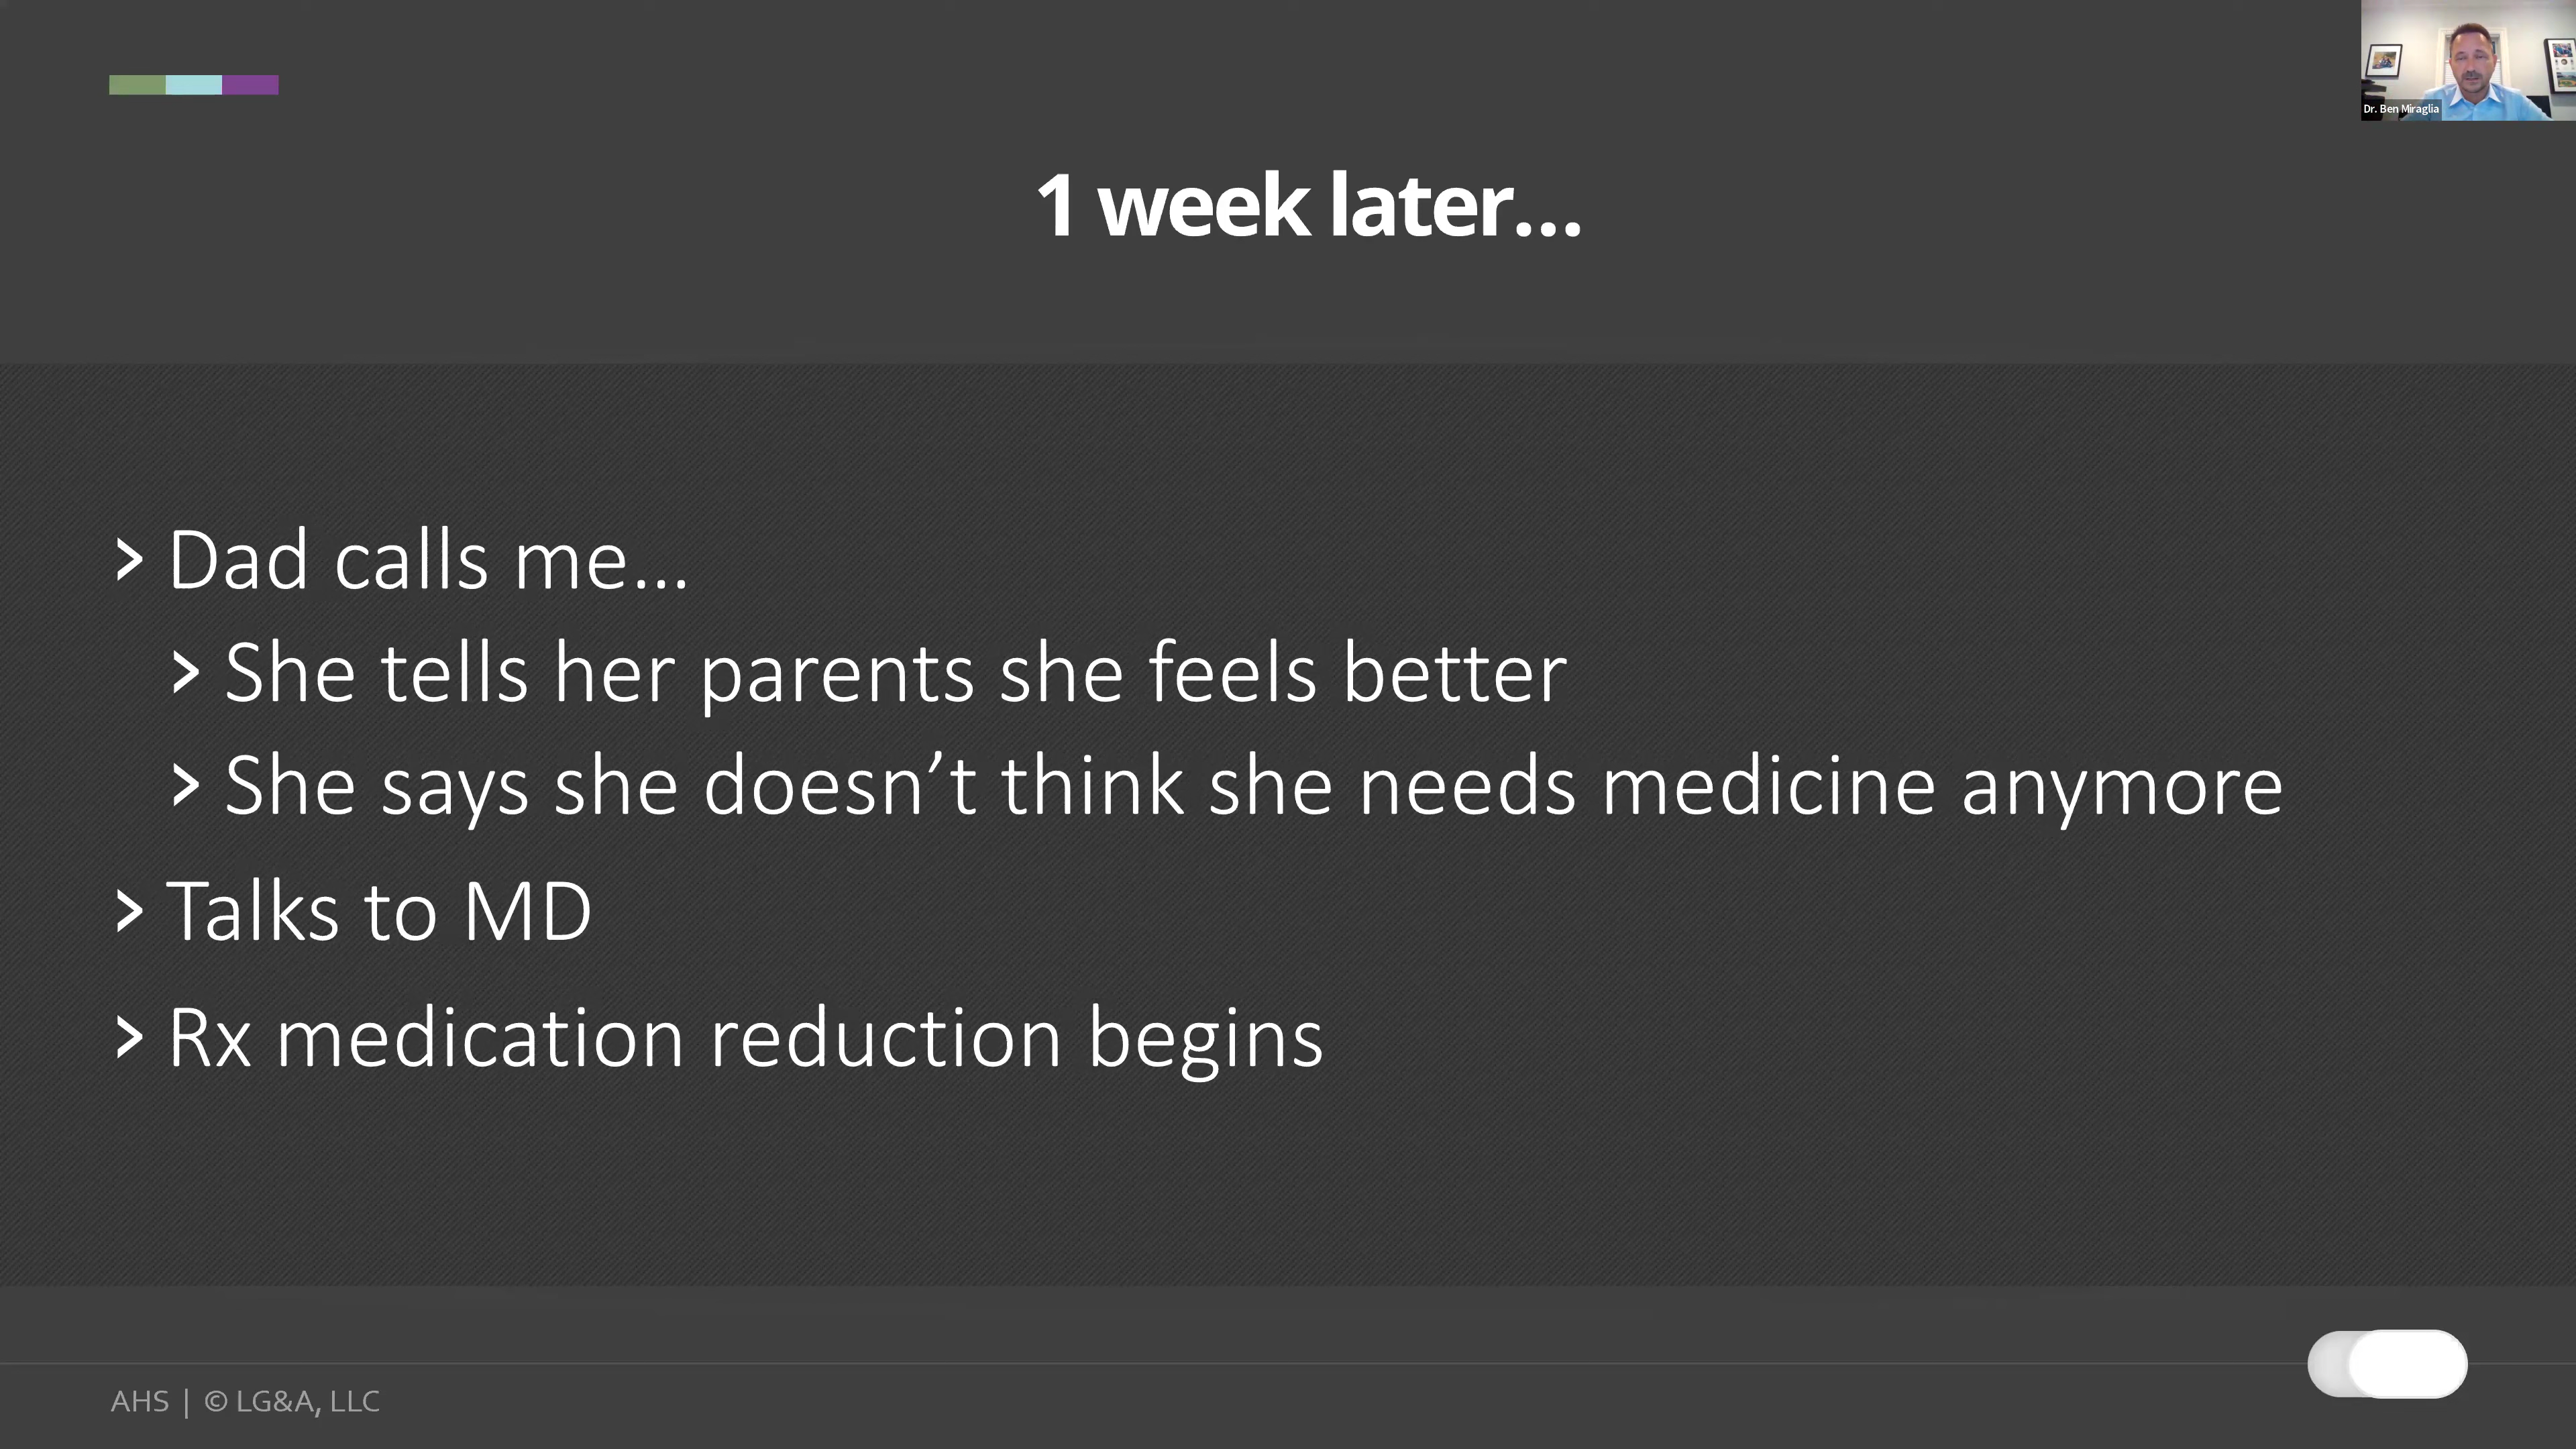 Dr. Ben Miraglia
1 week later...
> Dad calls me...
> She tells her parents she feels better
> She says she doesn’t think she needs medicine anymore
> Talks to MD
> Rx medication reduction begins
AHS | © LG&A, LLC